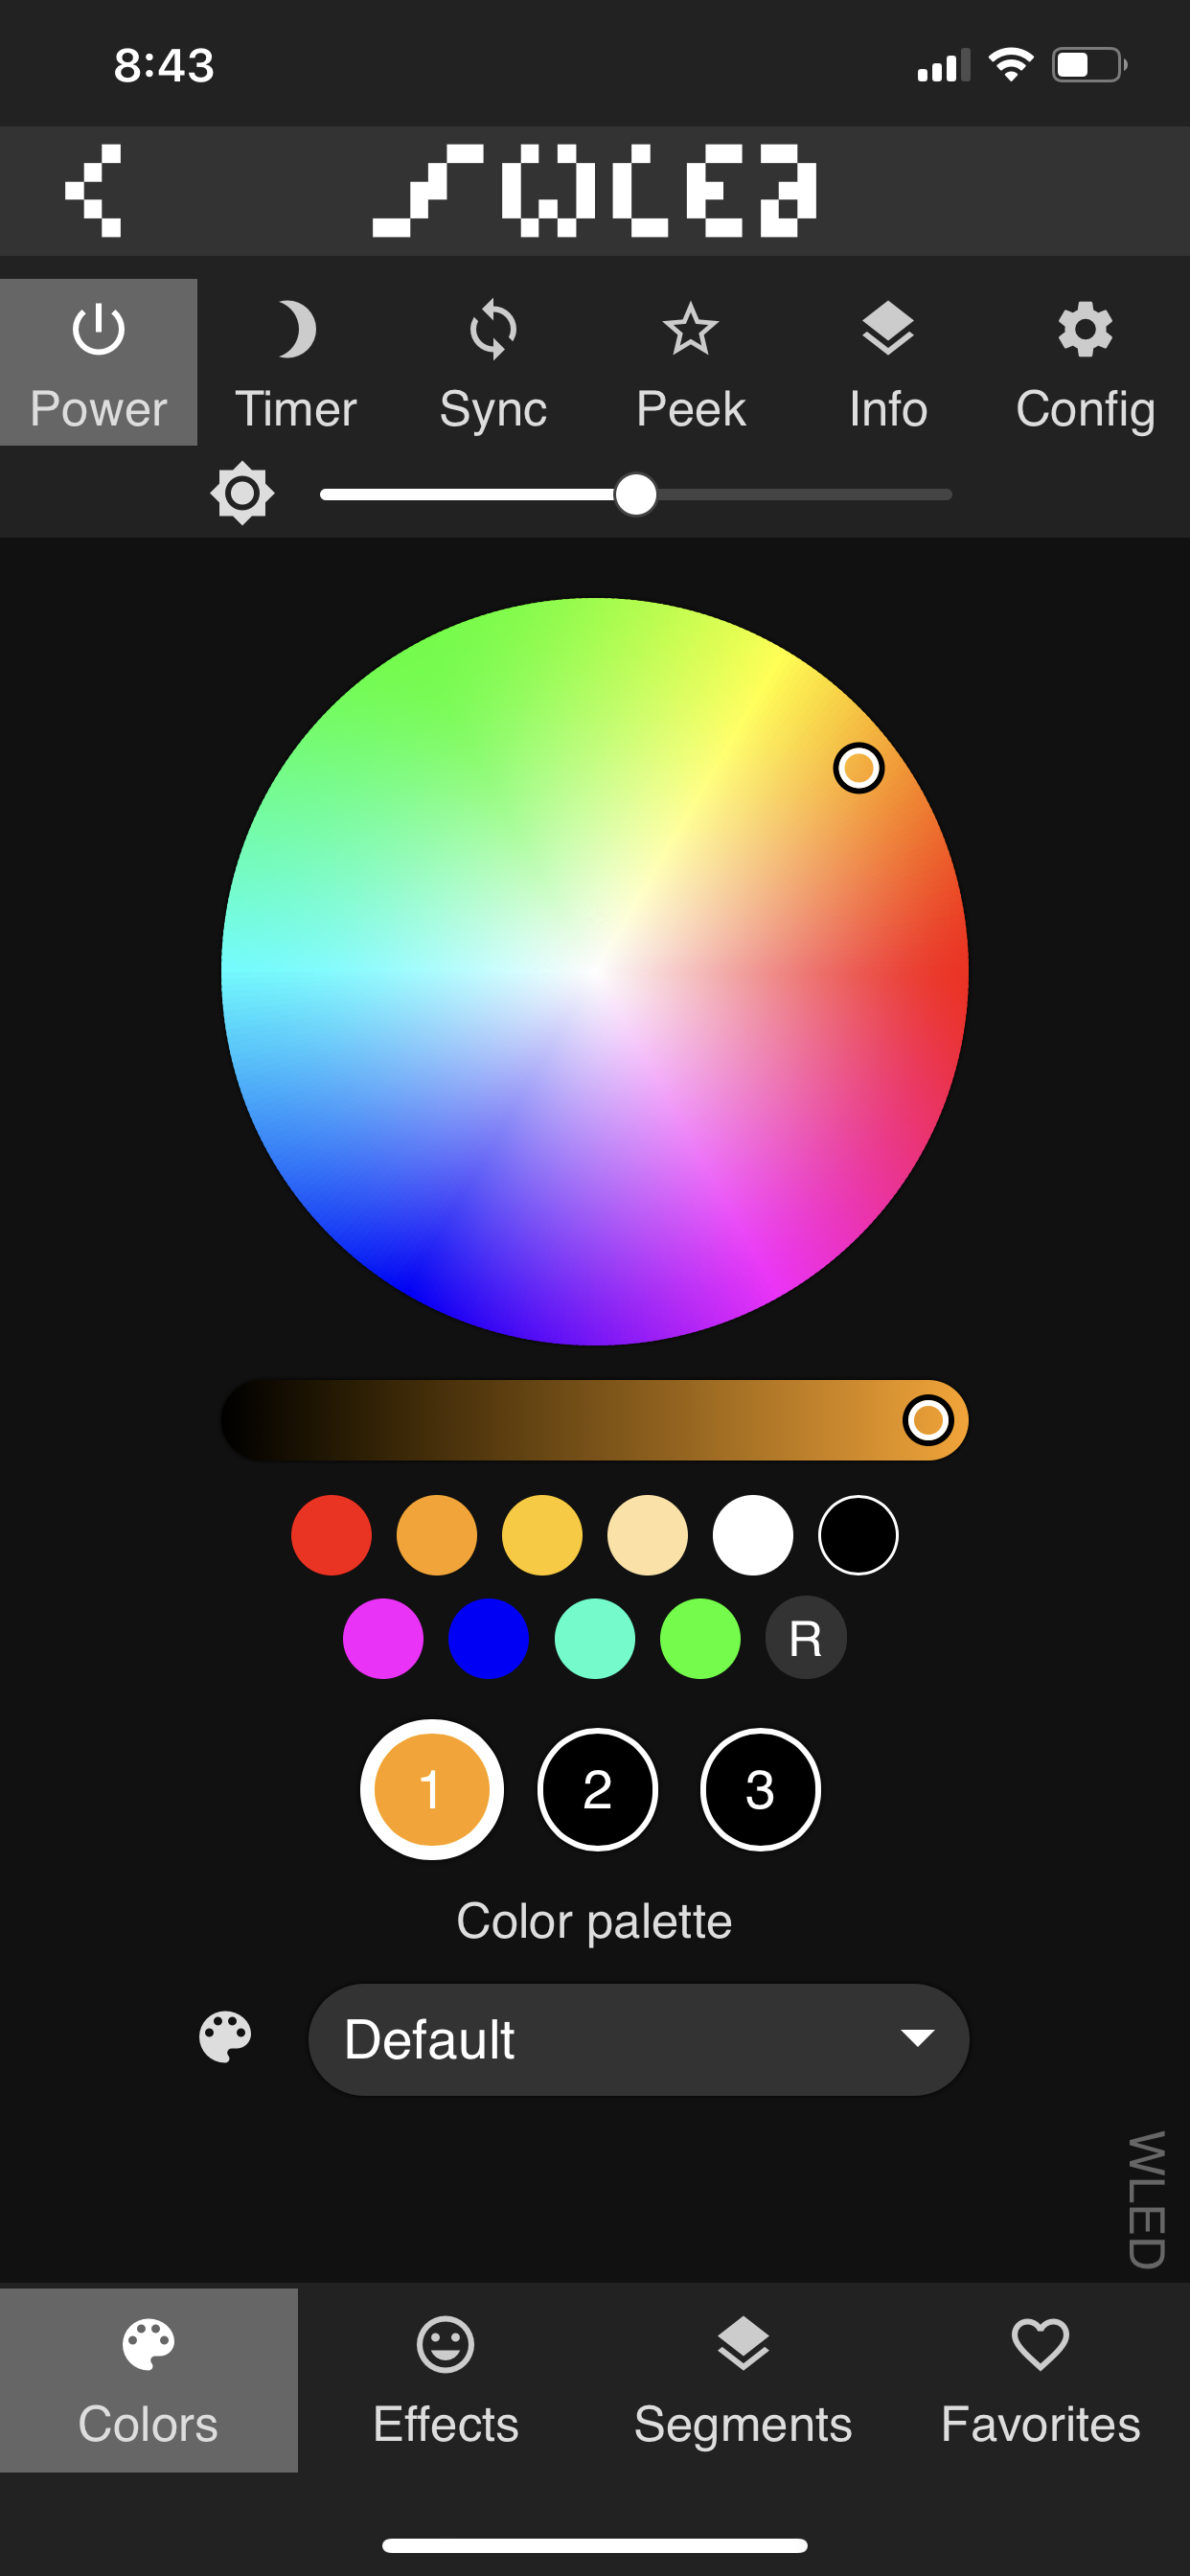 8:43
WLED
Power Timer Sync Peek Info Config
R
1 2 3
Color palette
Default
WLED
Colors Effects Segments Favorites